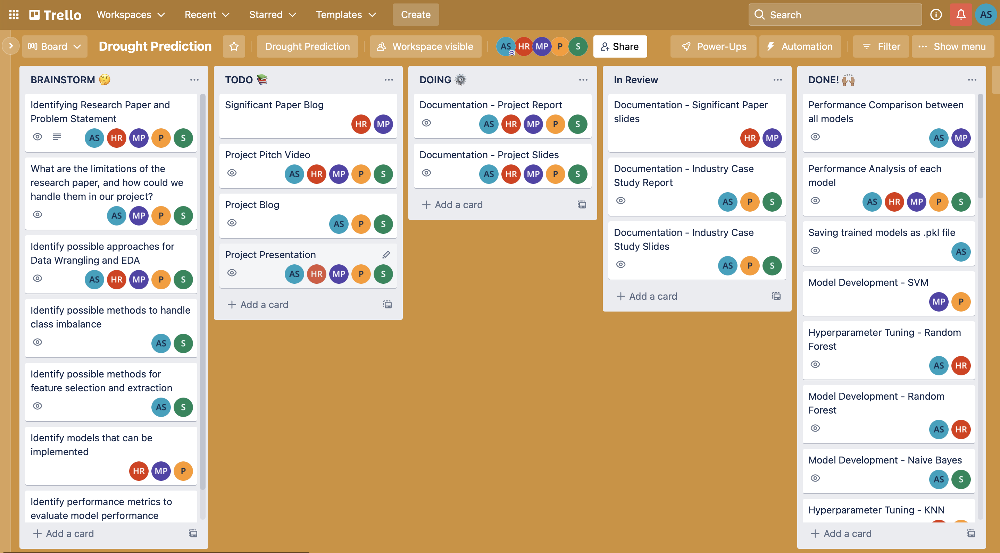 Trello
Workspaces
Recent
Starred
Templates
Create
Search
AS
Board
Drought Prediction
Drought Prediction
Workspace visible
AS HR MP P S
Share
Power-Ups
Automation
Filter
Show menu
BRAINSTORM 🤔
Identifying Research Paper and
Problem Statement
AS HR MP P S
What are the limitations of the
research paper, and how could we
handle them in our project?
AS MP P S
Identify possible approaches for
Data Wrangling and EDA
AS HR MP P S
Identify possible methods to handle
class imbalance
AS S
Identify possible methods for
feature selection and extraction
AS S
Identify models that can be
implemented
HR MP P
Identify performance metrics to
evaluate model performance
+ Add a card
TODO 📚
Significant Paper Blog
HR MP
Project Pitch Video
AS HR MP P S
Project Blog
AS P S
Project Presentation
AS HR MP P S
+ Add a card
DOING ⚙️
Documentation - Project Report
AS HR MP P S
Documentation - Project Slides
AS HR MP P S
+ Add a card
In Review
Documentation - Significant Paper
slides
HR MP
Documentation - Industry Case
Study Report
AS P S
Documentation - Industry Case
Study Slides
AS P S
+ Add a card
DONE! 🙌🏽
Performance Comparison between
all models
AS MP
Performance Analysis of each
model
AS HR MP P S
Saving trained models as .pkl file
AS
Model Development - SVM
MP P
Hyperparameter Tuning - Random
Forest
AS HR
Model Development - Random
Forest
AS HR
Model Development - Naive Bayes
AS S
Hyperparameter Tuning - KNN
+ Add a card